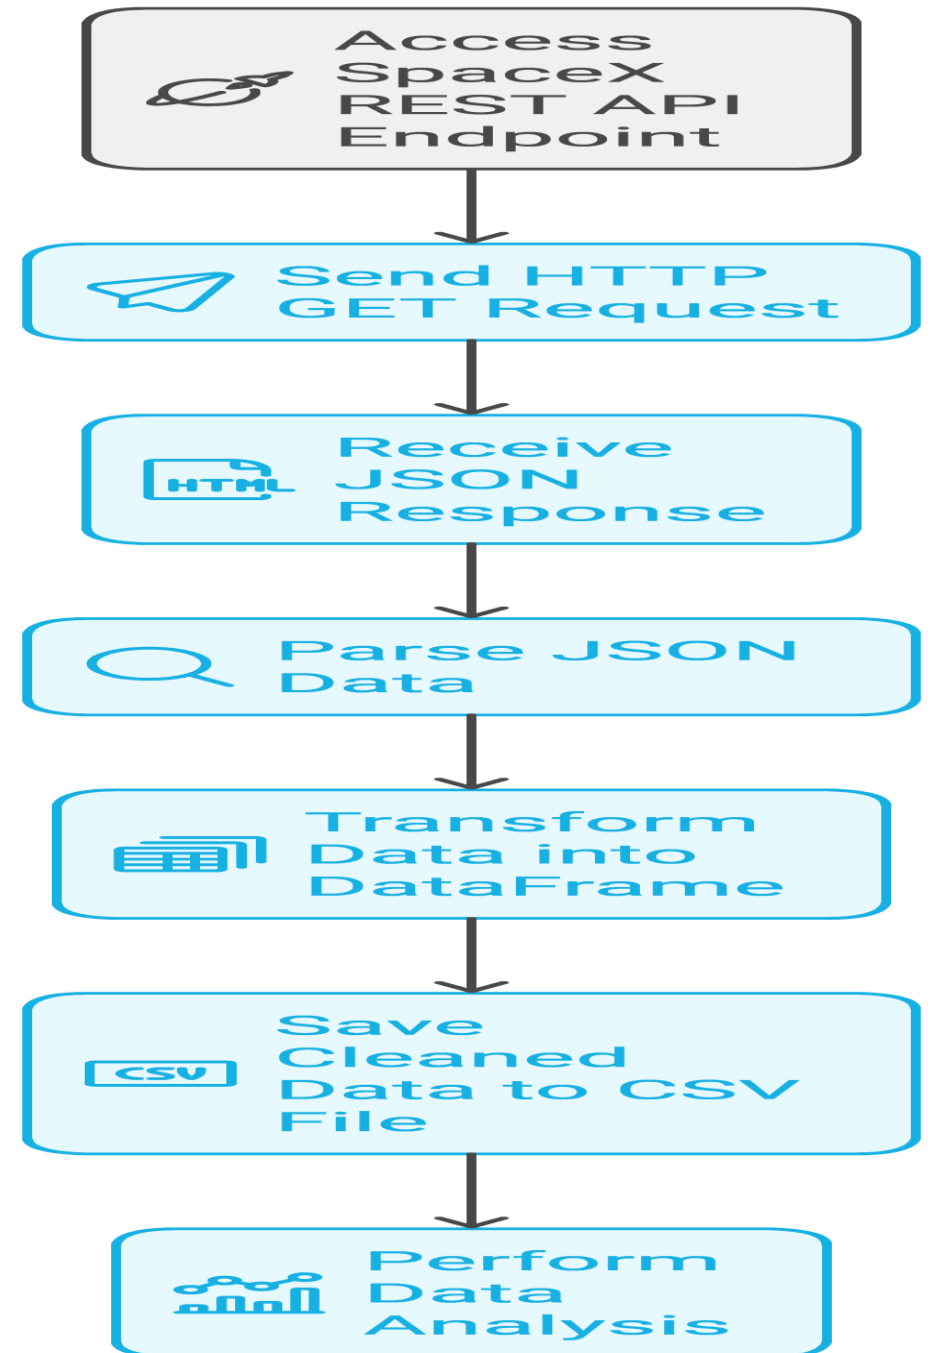 Access
SpaceX
REST API
Endpoint
Send HTTP
GET Request
HTML
Receive
JSON
Response
Parse JSON
Data
Transform
Data into
DataFrame
CSV
Save
Cleaned
Data to CSV
File
Perform
Data
Analysis